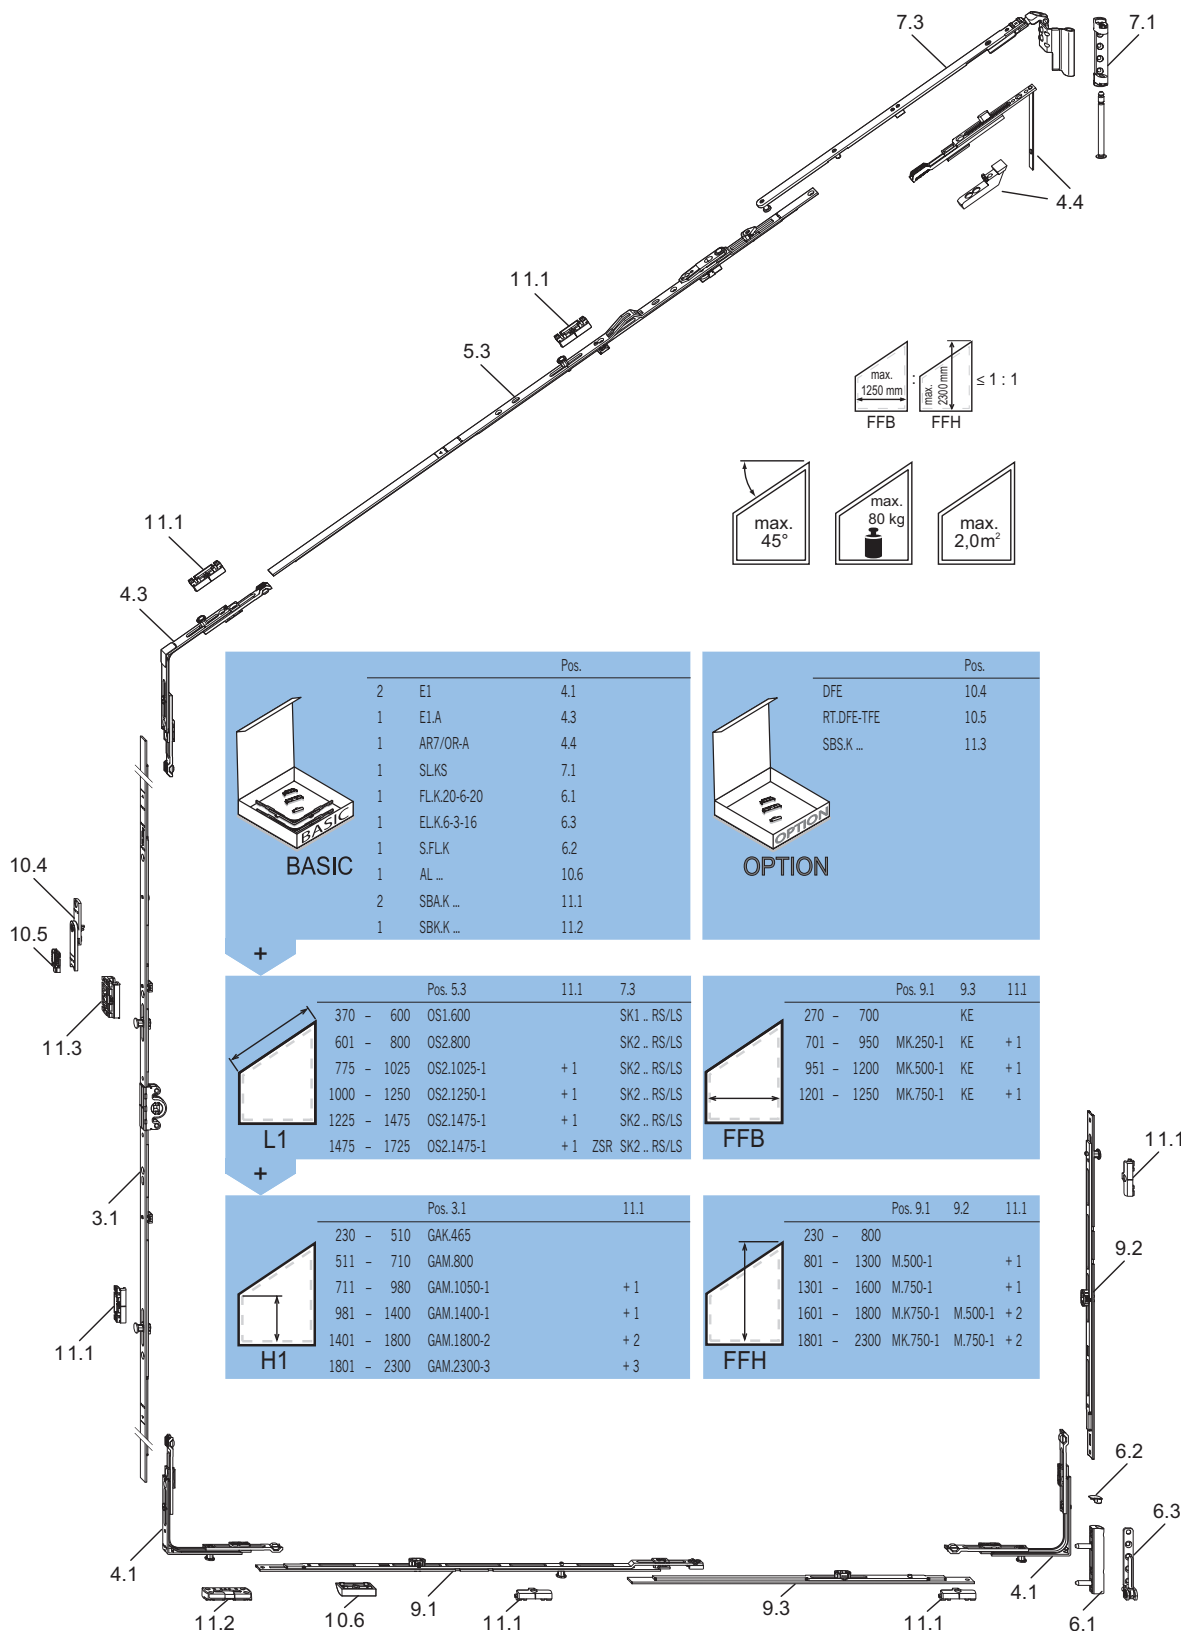 7.3
7.1
4.4
11.1
5.3
max.
1250 mm
:
max.
2300 mm
≤ 1 : 1
FFB
FFH
max.
45°
max.
80 kg
max.
2,0m²
11.1
4.3
Pos.
2 E1 4.1
1 E1.A 4.3
1 AR7/OR-A 4.4
1 SL.KS 7.1
1 FL.K.20-6-20 6.1
1 EL.K.6-3-16 6.3
1 S.FL.K 6.2
1 AL ... 10.6
2 SBA.K ... 11.1
1 SBK.K ... 11.2
BASIC
BASIC
+
Pos.
DFE 10.4
RT.DFE-TFE 10.5
SBS.K ... 11.3
OPTION
OPTION
10.4
10.5
11.3
Pos. 5.3 11.1 7.3
370 – 600 OS1.600 SK1 .. RS/LS
601 – 800 OS2.800 SK2 .. RS/LS
775 – 1025 OS2.1025-1 + 1 SK2 .. RS/LS
1000 – 1250 OS2.1250-1 + 1 SK2 .. RS/LS
1225 – 1475 OS2.1475-1 + 1 SK2 .. RS/LS
1475 – 1725 OS2.1475-1 + 1 ZSR SK2 .. RS/LS
L1
+
Pos. 9.1 9.3 11.1
270 – 700 KE
701 – 950 MK.250-1 KE + 1
951 – 1200 MK.500-1 KE + 1
1201 – 1250 MK.750-1 KE + 1
FFB
Pos. 3.1 11.1
230 – 510 GAK.465
511 – 710 GAM.800
711 – 980 GAM.1050-1 + 1
981 – 1400 GAM.1400-1 + 1
1401 – 1800 GAM.1800-2 + 2
1801 – 2300 GAM.2300-3 + 3
H1
Pos. 9.1 9.2 11.1
230 – 800
801 – 1300 M.500-1 + 1
1301 – 1600 M.750-1 + 1
1601 – 1800 M.K750-1 M.500-1 + 2
1801 – 2300 MK.750-1 M.750-1 + 2
FFH
3.1
11.1
11.1
9.2
6.2
6.3
4.1
11.2
10.6
9.1
11.1
9.3
11.1
4.1
6.1